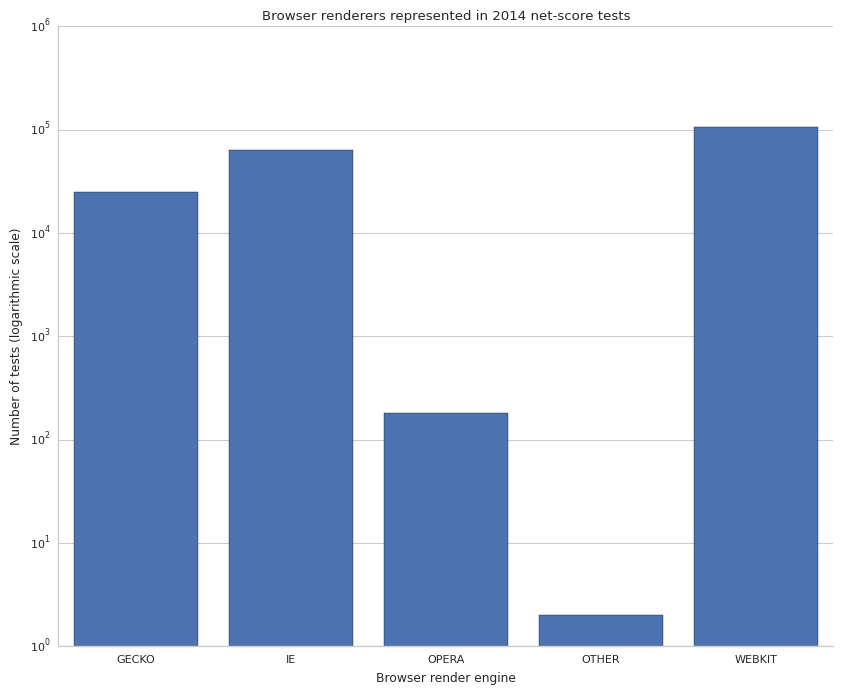 Browser renderers represented in 2014 net-score tests
10^6
10^5
10^4
10^3
10^2
10^1
10^0
Number of tests (logarithmic scale)
GECKO IE OPERA OTHER WEBKIT
Browser render engine